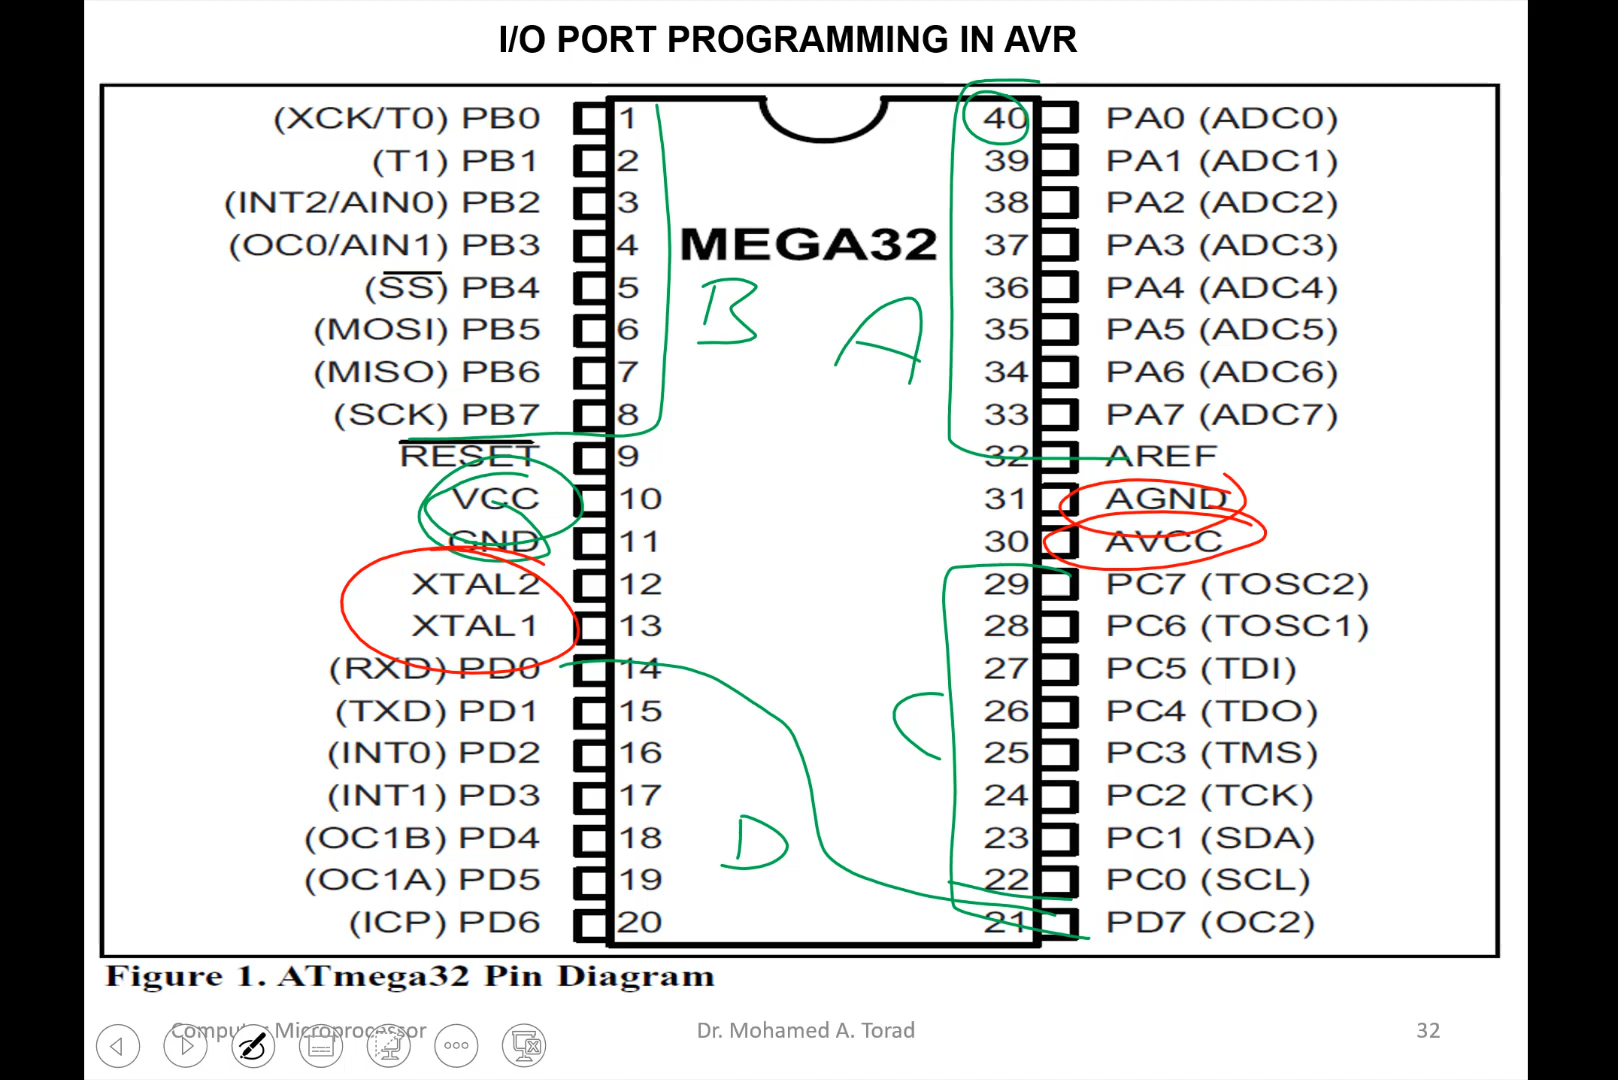 I/O PORT PROGRAMMING IN AVR
(XCK/T0) PB0 1 40 PA0 (ADC0)
(T1) PB1 2 39 PA1 (ADC1)
(INT2/AIN0) PB2 3 38 PA2 (ADC2)
(OC0/AIN1) PB3 4 MEGA32 37 PA3 (ADC3)
(SS) PB4 5 36 PA4 (ADC4)
B A
(MOSI) PB5 6 35 PA5 (ADC5)
(MISO) PB6 7 34 PA6 (ADC6)
(SCK) PB7 8 33 PA7 (ADC7)
RESET 9 32 AREF
VCC 10 31 AGND
GND 11 30 AVCC
XTAL2 12 29 PC7 (TOSC2)
XTAL1 13 28 PC6 (TOSC1)
(RXD) PD0 14 27 PC5 (TDI)
(TXD) PD1 15 C 26 PC4 (TDO)
(INT0) PD2 16 25 PC3 (TMS)
(INT1) PD3 17 24 PC2 (TCK)
(OC1B) PD4 18 D 23 PC1 (SDA)
(OC1A) PD5 19 22 PC0 (SCL)
(ICP) PD6 20 21 PD7 (OC2)
Figure 1. ATmega32 Pin Diagram
Computer Microprocessor Dr. Mohamed A. Torad 32